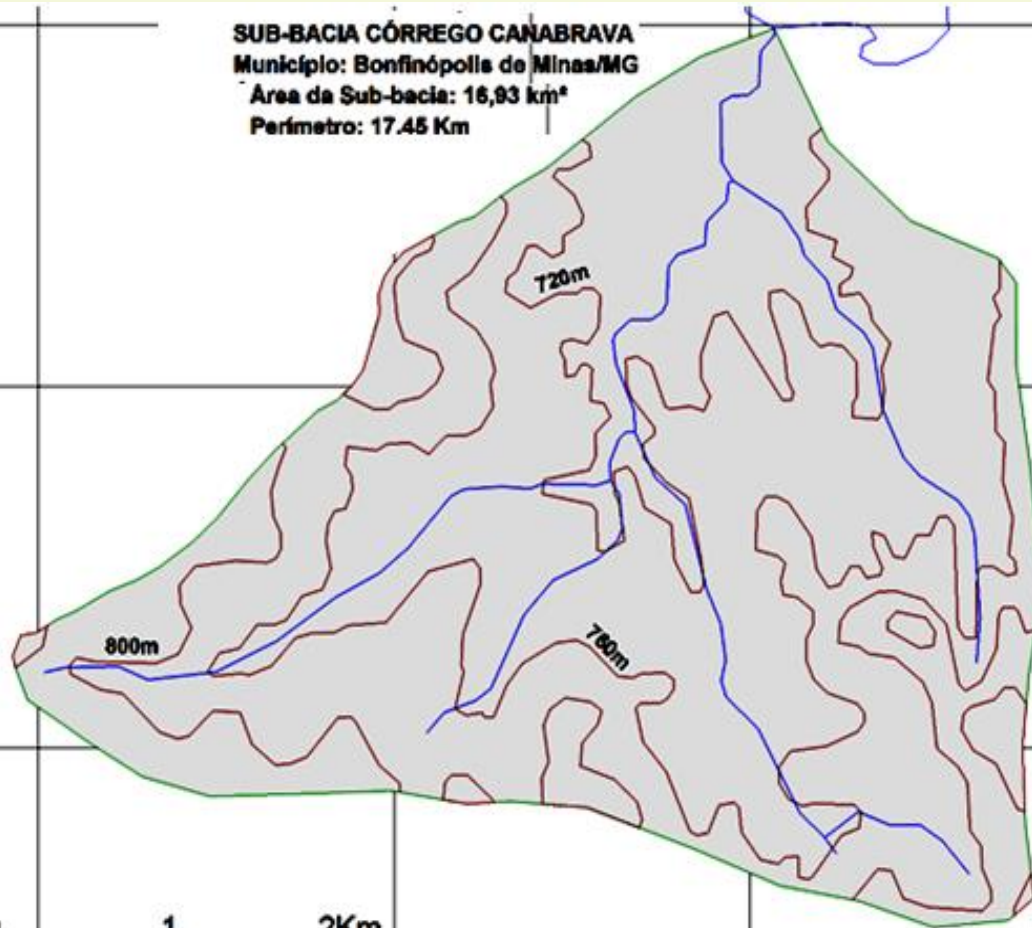 SUB-BACIA CÓRREGO CANABRAVA
Município: Bonfinópolis de Minas/MG
Área da Sub-bacia: 16,93 km²
Perímetro: 17.45 Km
720m
800m
760m
1 2Km